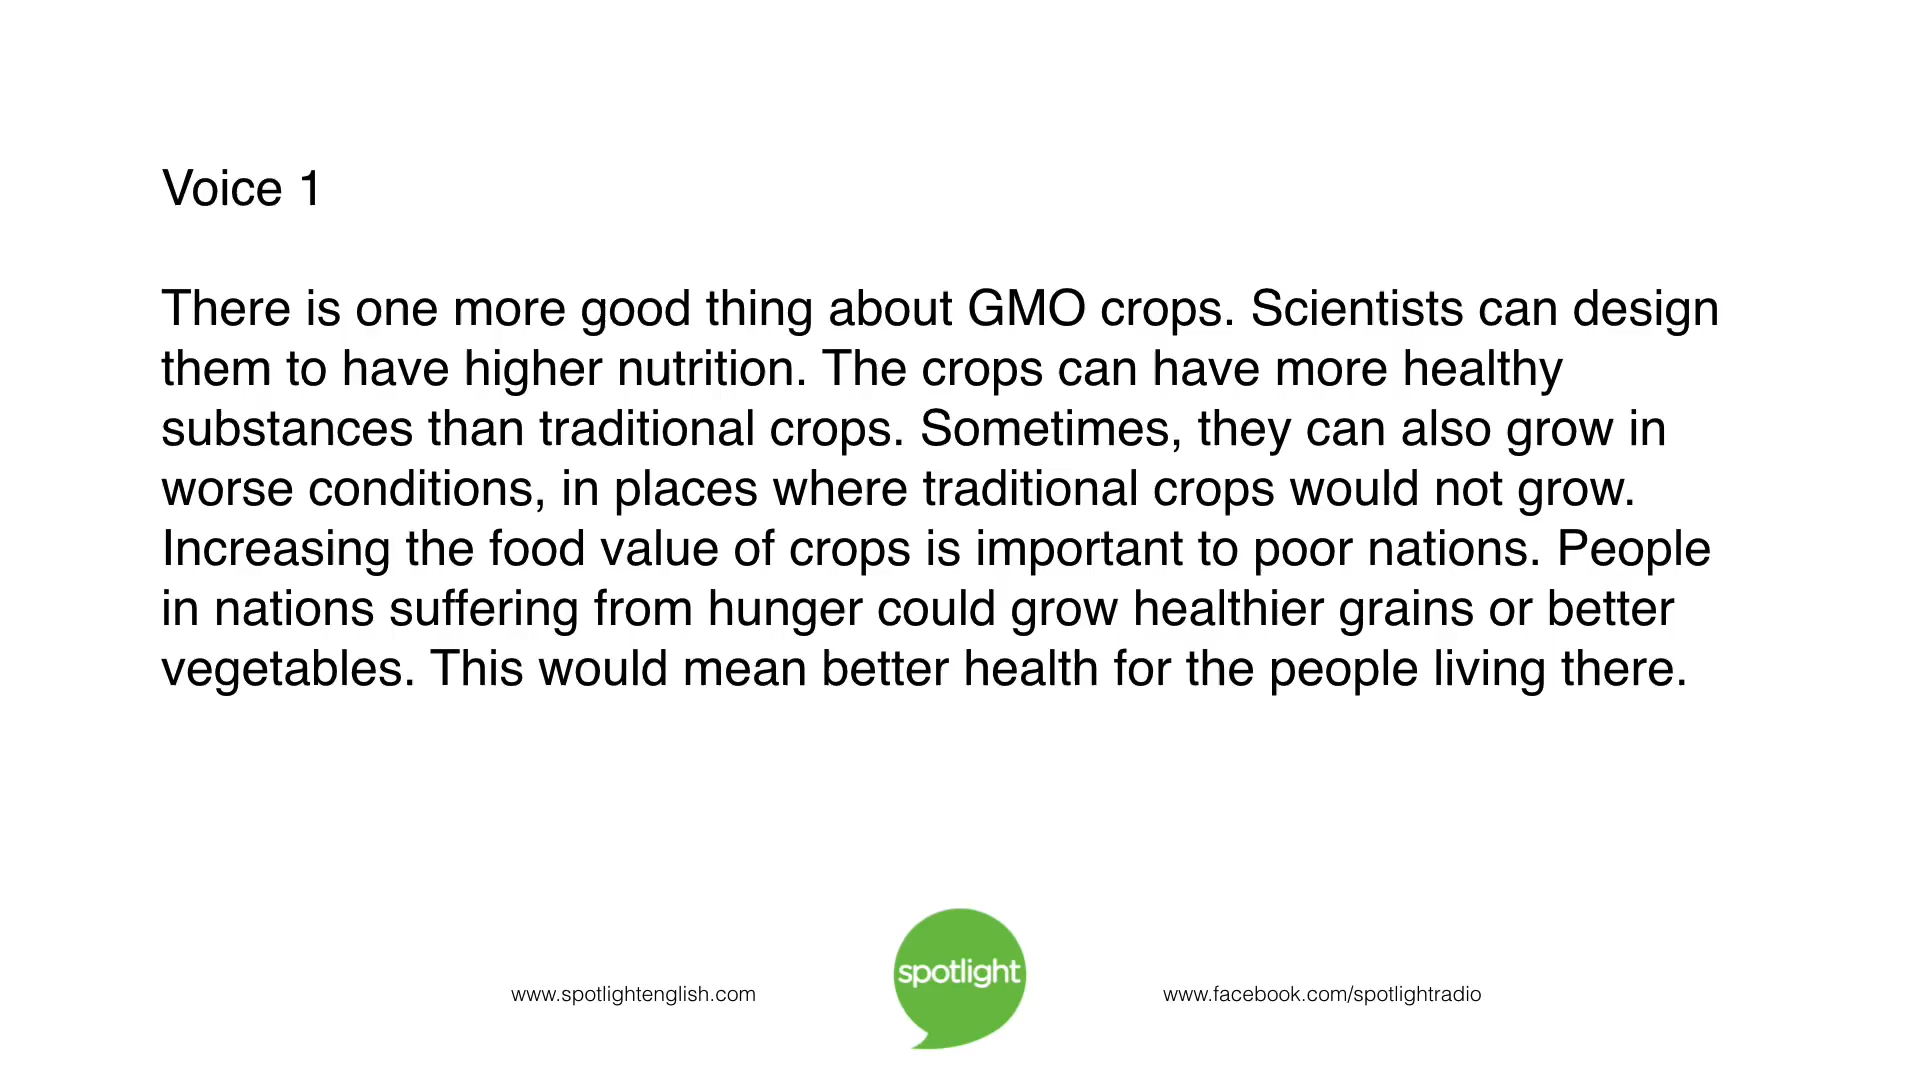 Voice 1
There is one more good thing about GMO crops. Scientists can design
them to have higher nutrition. The crops can have more healthy
substances than traditional crops. Sometimes, they can also grow in
worse conditions, in places where traditional crops would not grow.
Increasing the food value of crops is important to poor nations. People
in nations suffering from hunger could grow healthier grains or better
vegetables. This would mean better health for the people living there.
spotlight
www.spotlightenglish.com
www.facebook.com/spotlightradio